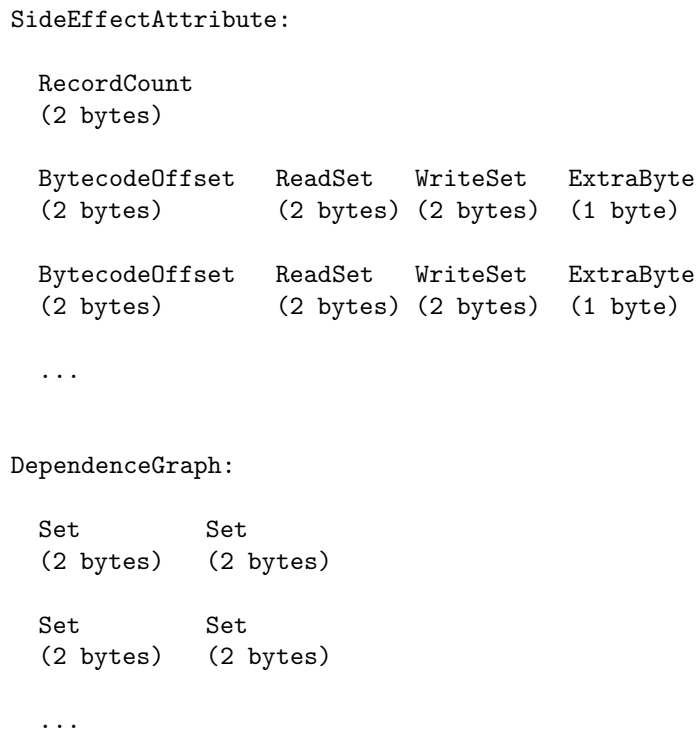 SideEffectAttribute:
RecordCount
(2 bytes)
BytecodeOffset ReadSet WriteSet ExtraByte
(2 bytes) (2 bytes) (2 bytes) (1 byte)
BytecodeOffset ReadSet WriteSet ExtraByte
(2 bytes) (2 bytes) (2 bytes) (1 byte)
...
DependenceGraph:
Set Set
(2 bytes) (2 bytes)
Set Set
(2 bytes) (2 bytes)
...